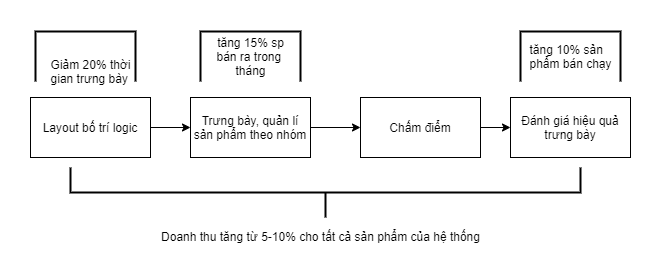 Giảm 20% thời
gian trưng bày
tăng 15% sp
bán ra trong
tháng
tăng 10% sản
phẩm bán chạy
Layout bố trí logic
Trưng bày, quản lí
sản phẩm theo nhóm
Chấm điểm
Đánh giá hiệu quả
trưng bày
Doanh thu tăng từ 5-10% cho tất cả sản phẩm của hệ thống